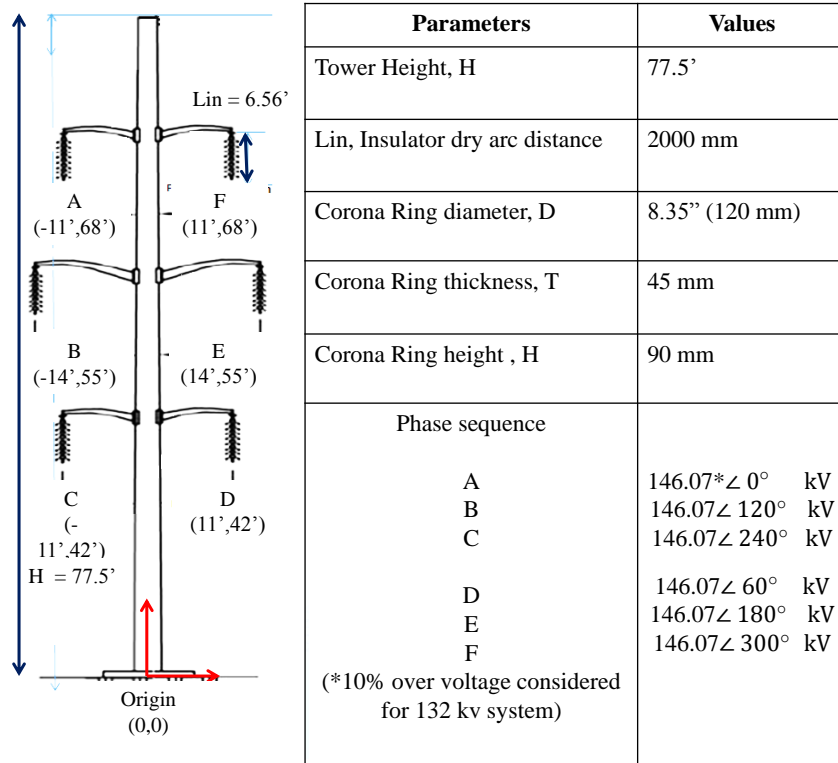 Lin = 6.56’
A
(-11’,68’)
F
(11’,68’)
B
(-14’,55’)
E
(14’,55’)
C
(-
11’,42’)
D
(11’,42’)
H = 77.5’
Origin
(0,0)
Parameters Values
Tower Height, H 77.5’
Lin, Insulator dry arc distance 2000 mm
Corona Ring diameter, D 8.35” (120 mm)
Corona Ring thickness, T 45 mm
Corona Ring height , H 90 mm
Phase sequence
A 146.07*∠ 0° kV
B 146.07∠ 120° kV
C 146.07∠ 240° kV
D 146.07∠ 60° kV
E 146.07∠ 180° kV
F 146.07∠ 300° kV
(*10% over voltage considered
for 132 kv system)